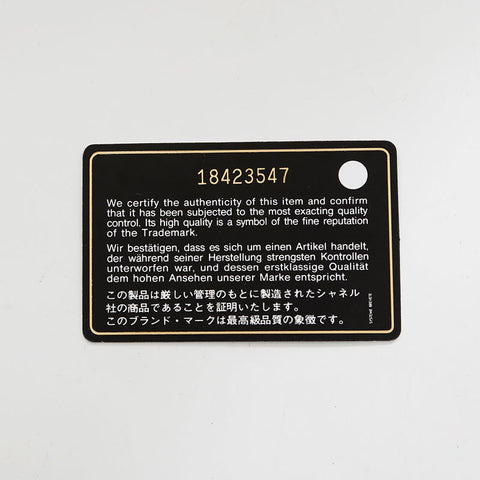 18423547
We certify the authenticity of this item and confirm
that it has been subjected to the most exacting quality
control. Its high quality is a symbol of the fine reputation
of the Trademark.
Wir bestätigen, dass es sich um einen Artikel handelt,
der während seiner Herstellung strengsten Kontrollen
unterworfen war, und dessen erstklassige Qualität
dem hohen Ansehen unserer Marke entspricht.
この製品は厳しい管理のもとに製造されたシャネル
社の商品であることを証明いたします。
このブランド・マークは最高級品質の象徴です。